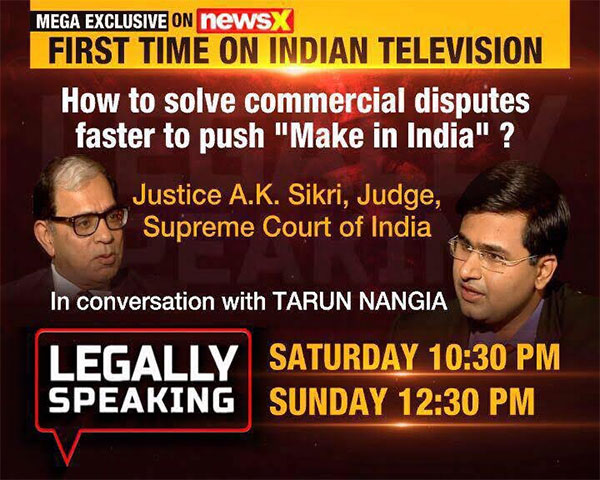 MEGA EXCLUSIVE ON newsX
FIRST TIME ON INDIAN TELEVISION
How to solve commercial disputes
faster to push "Make in India" ?
Justice A.K. Sikri, Judge,
Supreme Court of India
In conversation with TARUN NANGIA
LEGALLY
SPEAKING
SATURDAY 10:30 PM
SUNDAY 12:30 PM